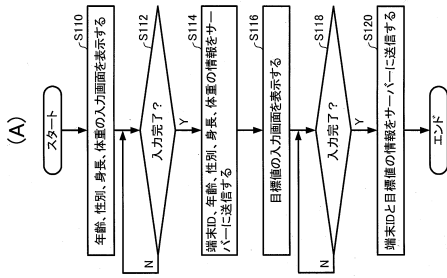 (A)
スタート
S110
年齢、性別、身長、体重の入力画面を表示する
S112
入力完了?
N
Y
S114
端末ID、年齢、性別、身長、体重の情報をサー
バーに送信する
S116
目標値の入力画面を表示する
S118
入力完了?
N
Y
S120
端末IDと目標値の情報をサーバーに送信する
エンド